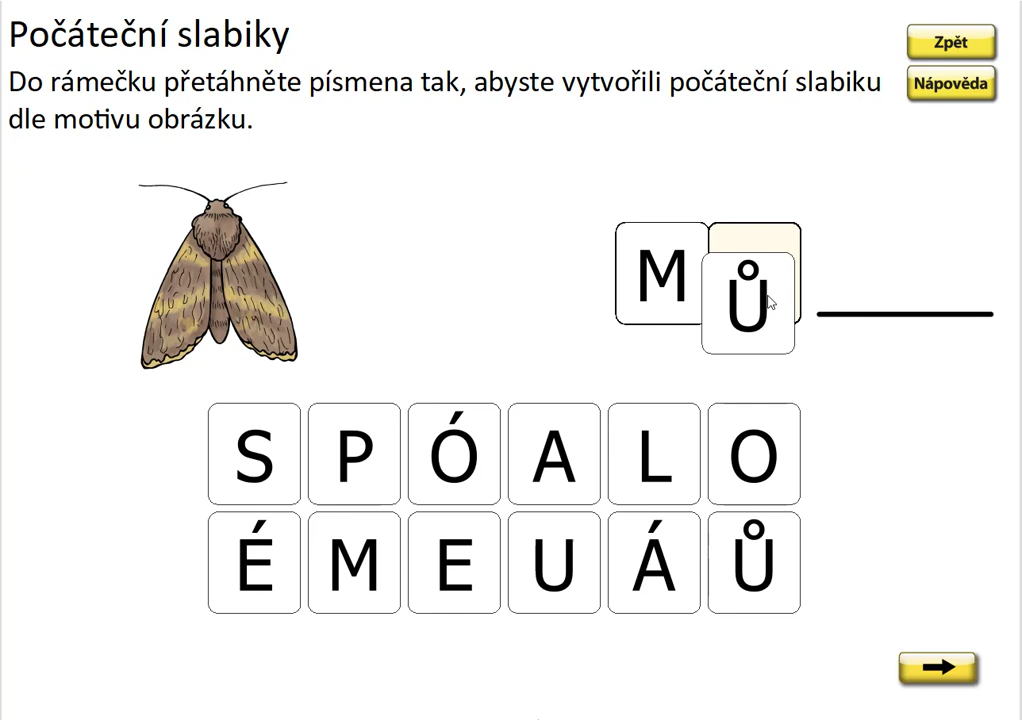 Počáteční slabiky
Zpět
Do rámečku přetáhněte písmena tak, abyste vytvořili počáteční slabiku
Nápověda
dle motivu obrázku.
M Ů
S P Ó A L O
É M E U Á Ů